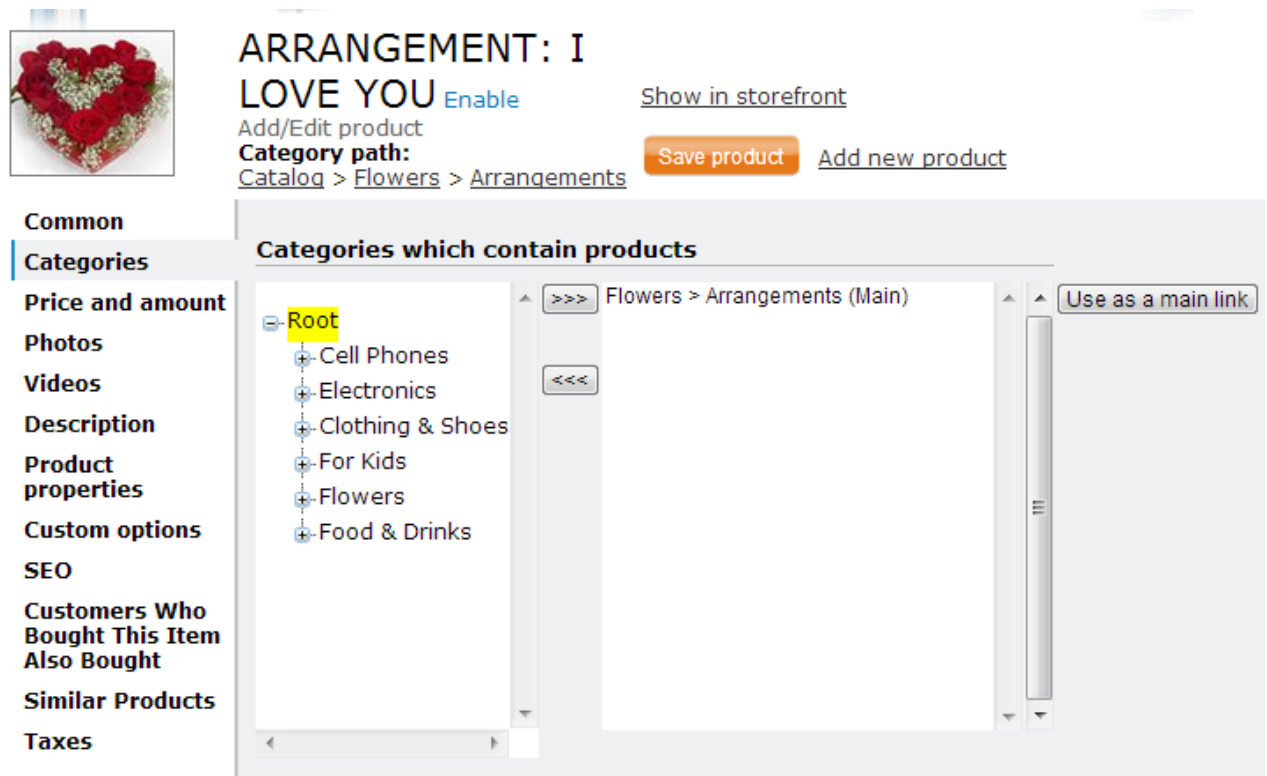 ARRANGEMENT: I
LOVE YOU Enable
Show in storefront
Add/Edit product
Category path:
Save product
Add new product
Catalog > Flowers > Arrangements
Common
Categories
Price and amount
Photos
Videos
Description
Product
properties
Custom options
SEO
Customers Who
Bought This Item
Also Bought
Similar Products
Taxes
Categories which contain products
Root
Cell Phones
Electronics
Clothing & Shoes
For Kids
Flowers
Food & Drinks
>>>
<<<
Flowers > Arrangements (Main)
Use as a main link